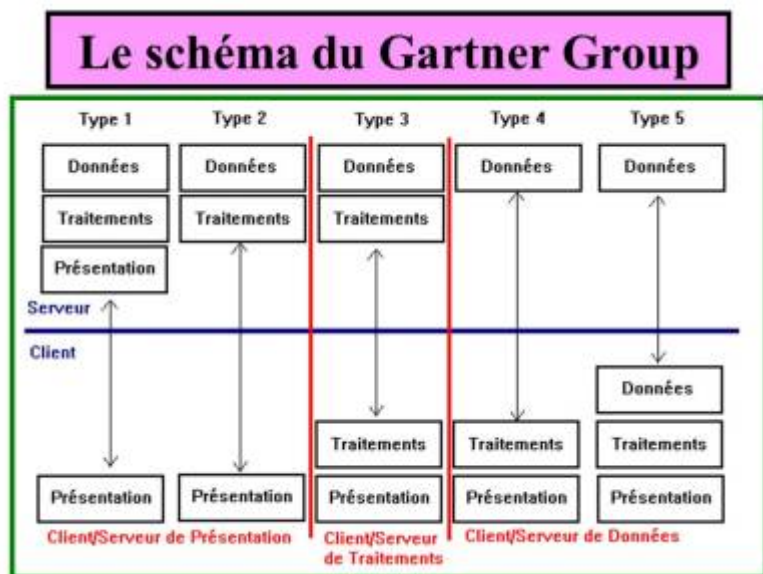 Le schéma du Gartner Group
Type 1 Type 2 Type 3 Type 4 Type 5
Données Données Données Données Données
Traitements Traitements Traitements
Présentation
Serveur
Client
Données
Traitements Traitements Traitements
Présentation Présentation Présentation Présentation Présentation
Client/Serveur de Présentation Client/Serveur de Traitements Client/Serveur de Données